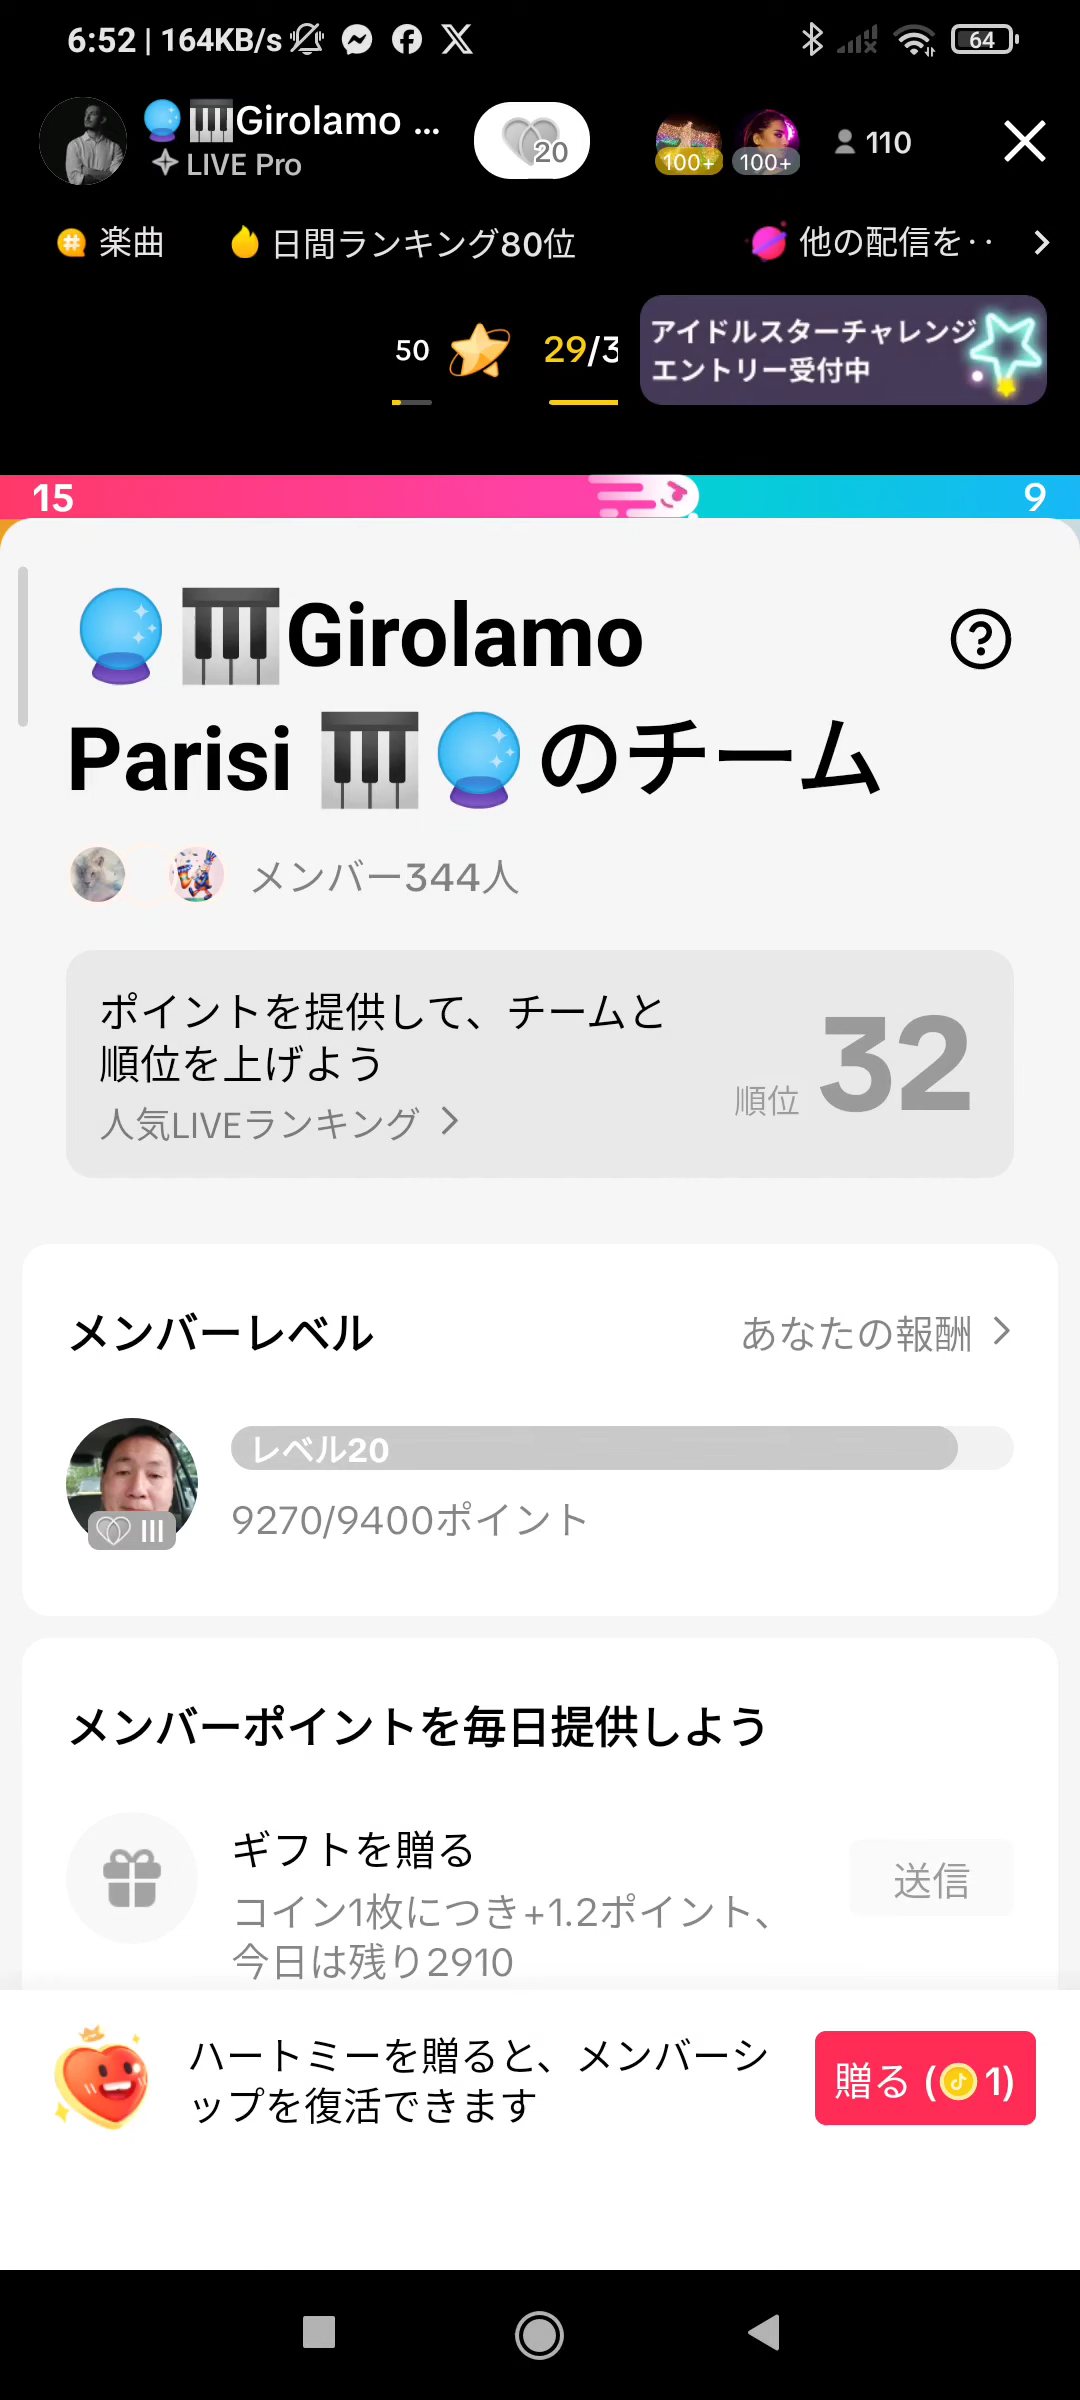 6:52 | 164KB/s
64
🔮🎹Girolamo ...
LIVE Pro
20
100+
100+
110
楽曲
日間ランキング80位
他の配信を‥
50
29/3
アイドルスターチャレンジ
エントリー受付中
15
9
🔮🎹Girolamo
Parisi 🎹🔮のチーム
メンバー344人
ポイントを提供して、チームと
順位を上げよう
人気LIVEランキング
順位 32
メンバーレベル
あなたの報酬
レベル20
III
9270/9400ポイント
メンバーポイントを毎日提供しよう
ギフトを贈る
コイン1枚につき+1.2ポイント、
今日は残り2910
送信
ハートミーを贈ると、メンバーシ
ップを復活できます
贈る (1)